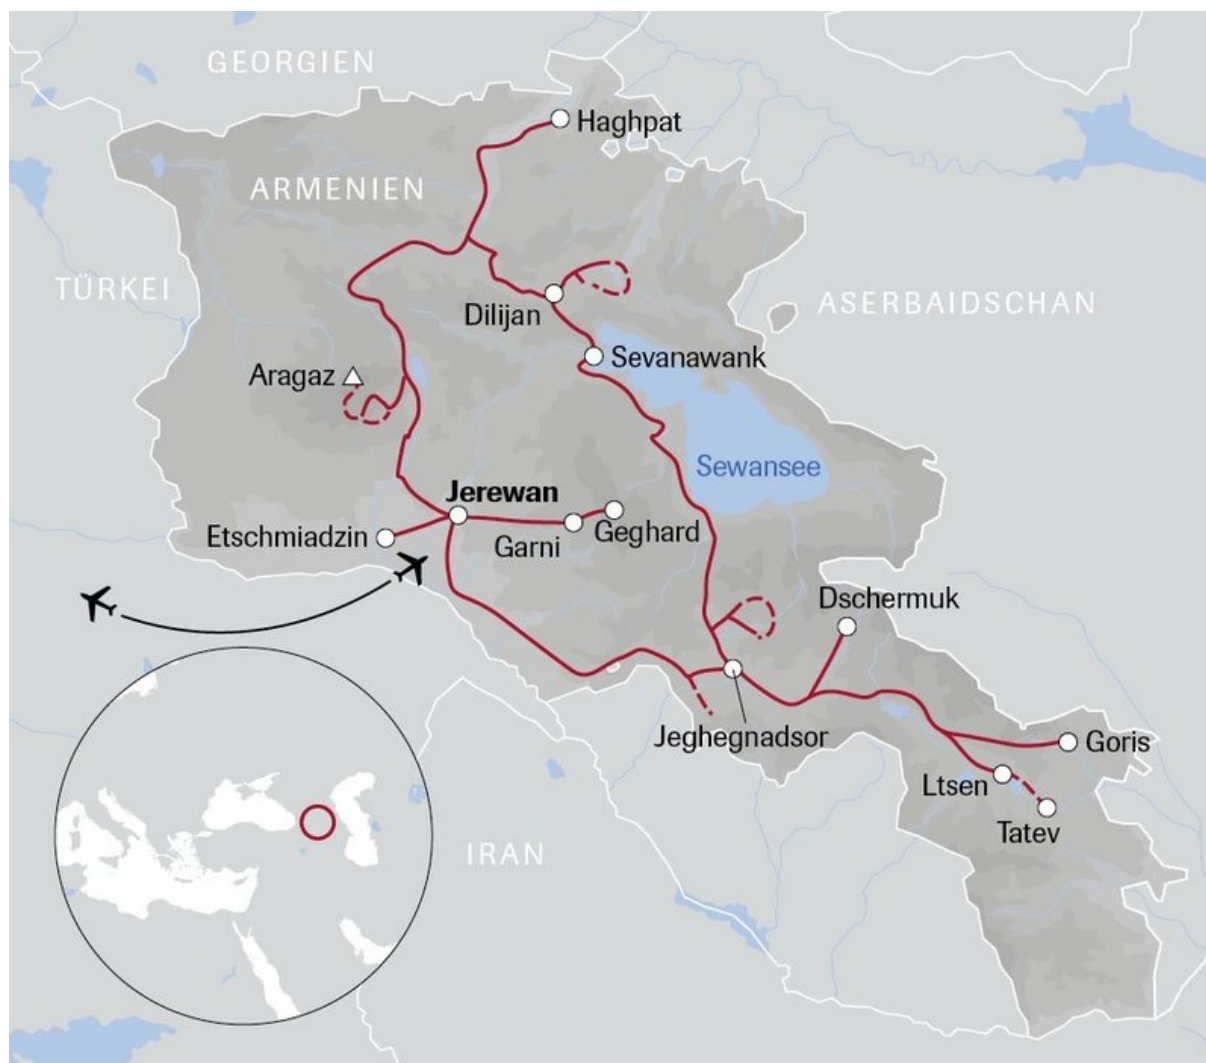 GEORGIEN
Haghpat
ARMENIEN
TÜRKEI
ASERBAIDSCHAN
Dilijan
Sevanawank
Aragaz
Sewansee
Jerewan
Etschmiadzin
Garni
Geghard
Dschermuk
Jeghegnadsor
Goris
Ltsen
Tatev
IRAN